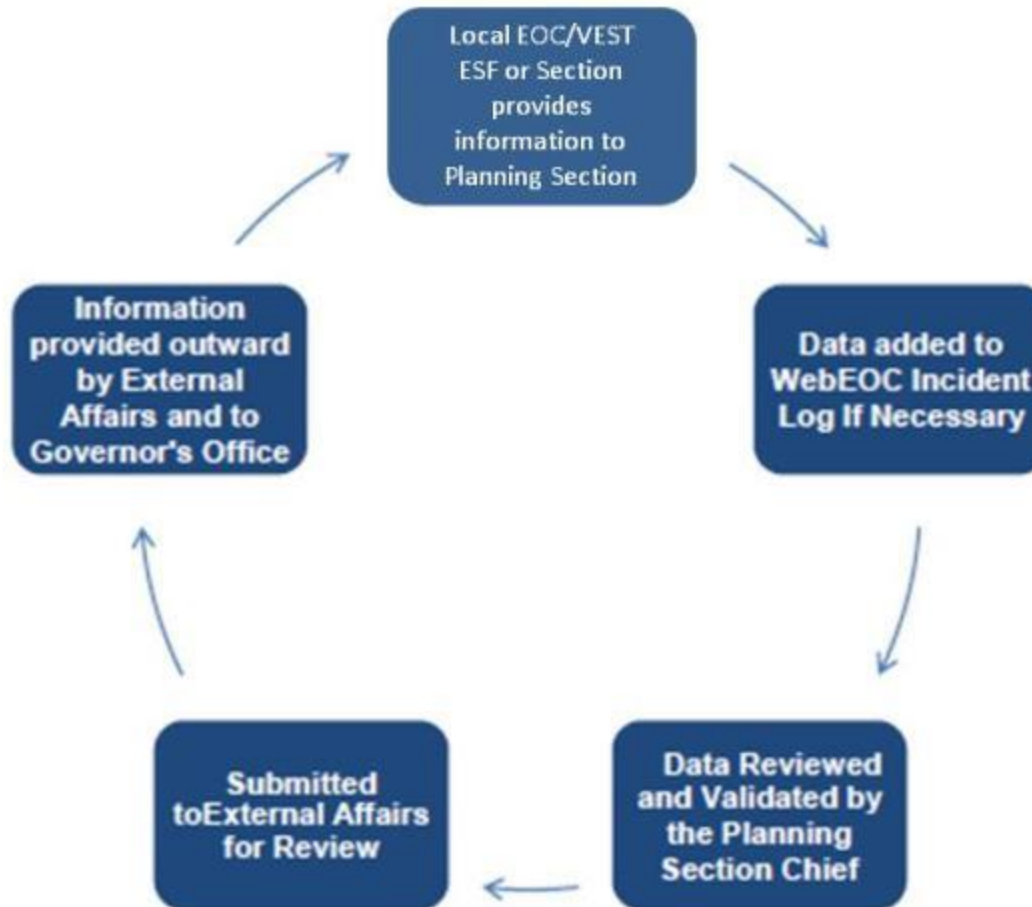 Local EOC/VEST
ESF or Section
provides
information to
Planning Section
Data added to
WebEOC Incident
Log If Necessary
Data Reviewed
and Validated by
the Planning
Section Chief
Submitted
toExternal Affairs
for Review
Information
provided outward
by External
Affairs and to
Governor's Office